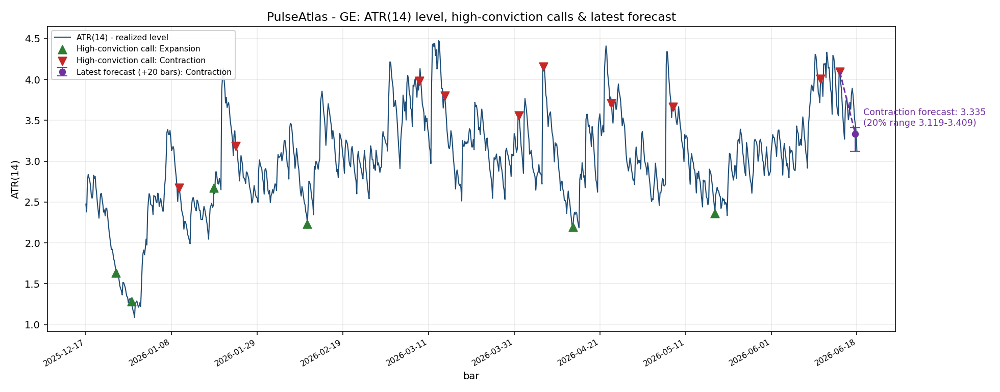 PulseAtlas - GE: ATR(14) level, high-conviction calls & latest forecast
ATR(14) - realized level
High-conviction call: Expansion
High-conviction call: Contraction
Latest forecast (+20 bars): Contraction
Contraction forecast: 3.335
(20% range 3.119-3.409)
ATR(14)
4.5
4.0
3.5
3.0
2.5
2.0
1.5
1.0
2025-12-17
2026-01-08
2026-01-29
2026-02-19
2026-03-11
2026-03-31
2026-04-21
2026-05-11
2026-06-01
2026-06-18
bar